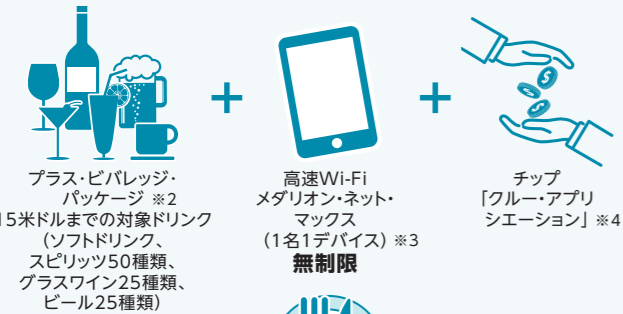 プラス・ビバレッジ・
パッケージ ※2
15米ドルまでの対象ドリンク
(ソフトドリンク、
スピリッツ50種類、
グラスワイン25種類、
ビール25種類)
+
高速Wi-Fi
メダリオン・ネット・
マックス
(1名1デバイス) ※3
無制限
+
チップ
「クルー・アプリ
シエーション」 ※4